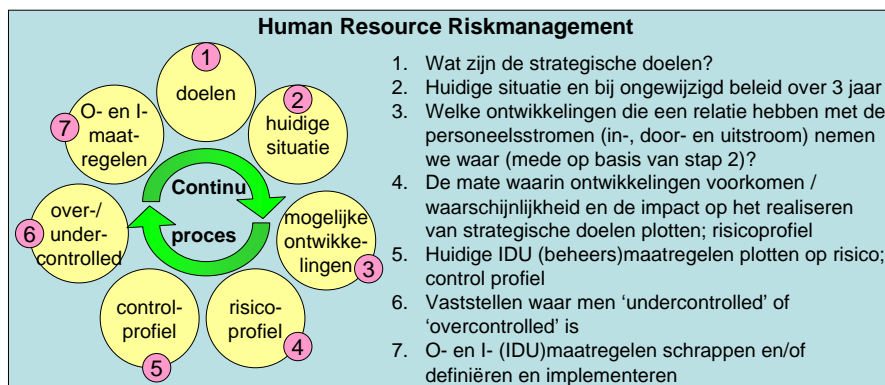 Human Resource Riskmanagement
1
doelen
2
huidige
situatie
mogelijke
ontwikke-
lingen
3
risico-
profiel
4
control-
profiel
5
over-/
under-
controlled
6
O- en I-
maat-
regelen
7
Continu
proces
1. Wat zijn de strategische doelen?
2. Huidige situatie en bij ongewijzigd beleid over 3 jaar
3. Welke ontwikkelingen die een relatie hebben met de
personeelsstromen (in-, door- en uitstroom) nemen
we waar (mede op basis van stap 2)?
4. De mate waarin ontwikkelingen voorkomen /
waarschijnlijkheid en de impact op het realiseren
van strategische doelen plotten; risicoprofiel
5. Huidige IDU (beheers)maatregelen plotten op risico;
control profiel
6. Vaststellen waar men ‘undercontrolled’ of
‘overcontrolled’ is
7. O- en I- (IDU)maatregelen schrappen en/of
definiëren en implementeren